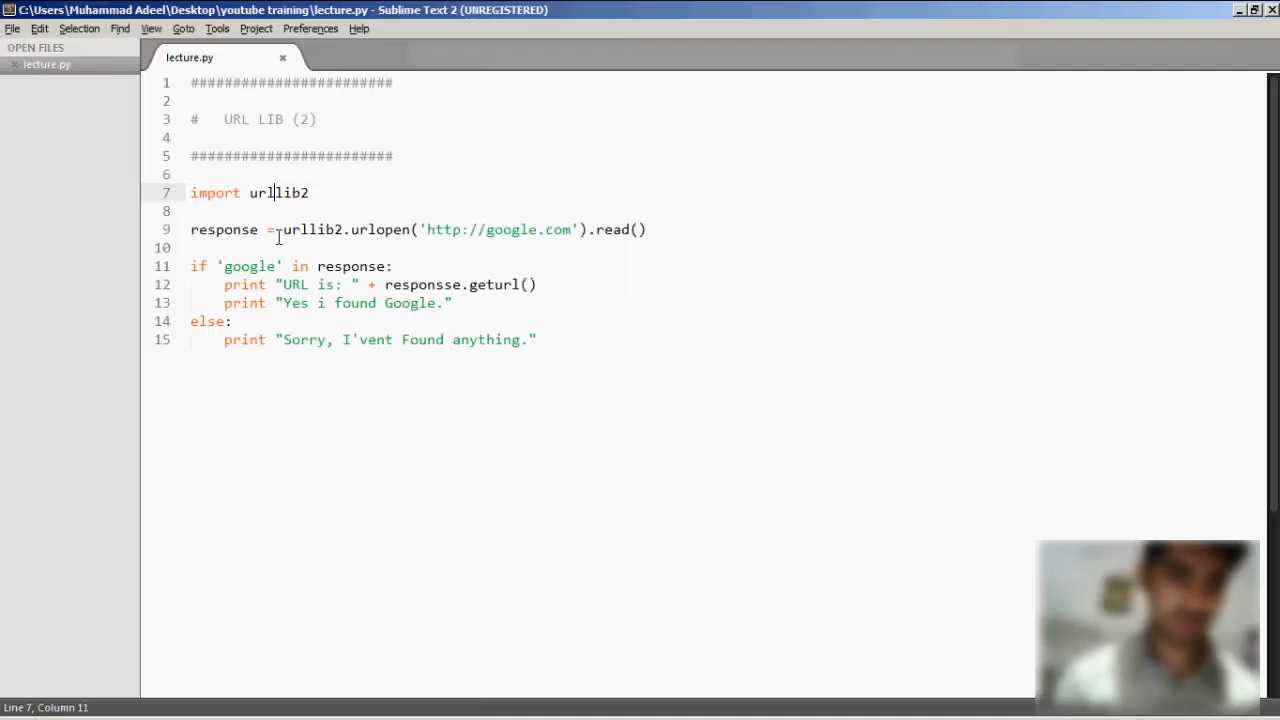 C:\Users\Muhammad Adeel\Desktop\youtube training\lecture.py - Sublime Text 2 (UNREGISTERED)
File Edit Selection Find View Goto Tools Project Preferences Help
OPEN FILES
lecture.py
lecture.py
1 ########################
2
3 #   URL LIB (2)
4
5 ########################
6
7 import urllib2
8
9 response = urllib2.urlopen('http://google.com').read()
10
11 if 'google' in response:
12     print "URL is: " + responsse.geturl()
13     print "Yes i found Google."
14 else:
15     print "Sorry, I'vent Found anything."
Line 7, Column 11